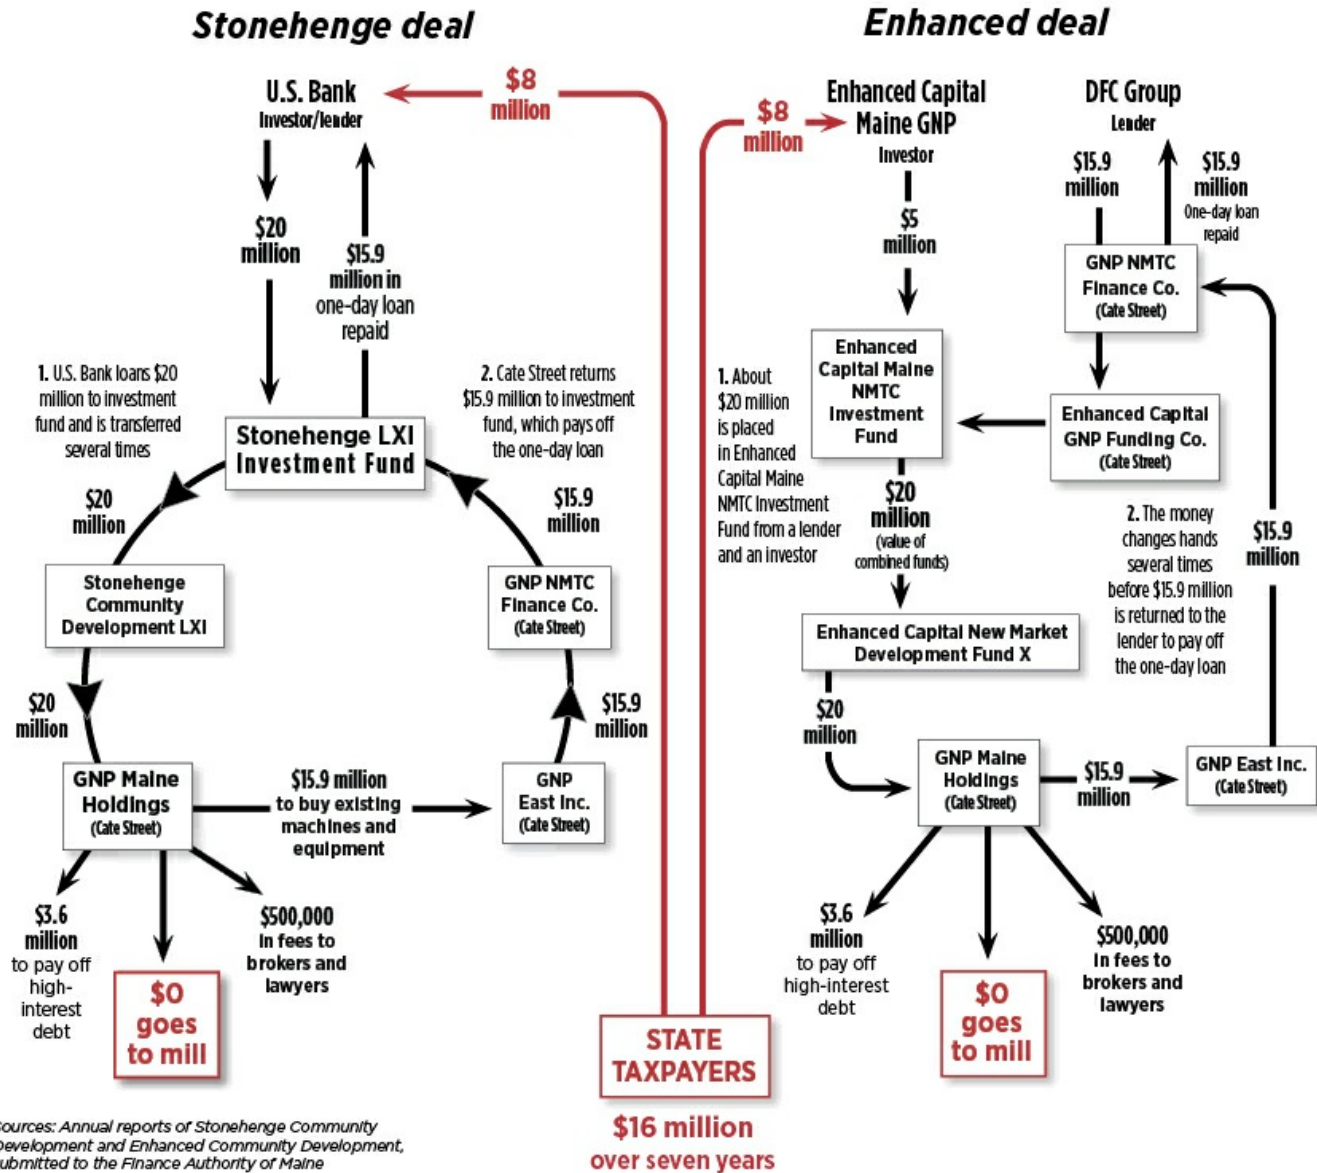 Stonehenge deal
U.S. Bank
Investor/lender
$8
million
$20
million
$15.9
million in
one-day loan
repaid
1. U.S. Bank loans $20
million to investment
fund and is transferred
several times
2. Cate Street returns
$15.9 million to investment
fund, which pays off
the one-day loan
Stonehenge LXI
Investment Fund
$20
million
$15.9
million
Stonehenge
Community
Development LXI
GNP NMTC
Finance Co.
(Cate Street)
$20
million
$15.9
million
GNP Maine
Holdings
(Cate Street)
$15.9 million
to buy existing
machines and
equipment
GNP
East Inc.
(Cate Street)
$3.6
million
to pay off
high-
interest
debt
$0
goes
to mill
$500,000
in fees to
brokers and
lawyers
Enhanced deal
$8
million
Enhanced Capital
Maine GNP
Investor
DFC Group
Lender
$5
million
$15.9
million
$15.9
million
One-day loan
repaid
GNP NMTC
Finance Co.
(Cate Street)
Enhanced
Capital Maine
NMTC
Investment
Fund
Enhanced Capital
GNP Funding Co.
(Cate Street)
1. About
$20 million
is placed
in Enhanced
Capital Maine
NMTC Investment
Fund from a lender
and an investor
$20
million
(value of
combined funds)
2. The money
changes hands
several times
before $15.9 million
is returned to the
lender to pay off
the one-day loan
$15.9
million
Enhanced Capital New Market
Development Fund X
$20
million
GNP Maine
Holdings
(Cate Street)
$15.9
million
GNP East Inc.
(Cate Street)
$3.6
million
to pay off
high-interest
debt
$0
goes
to mill
$500,000
in fees to
brokers and
lawyers
STATE
TAXPAYERS
$16 million
over seven years
ources: Annual reports of Stonehenge Community
Development and Enhanced Community Development,
ubmitted to the Finance Authority of Maine